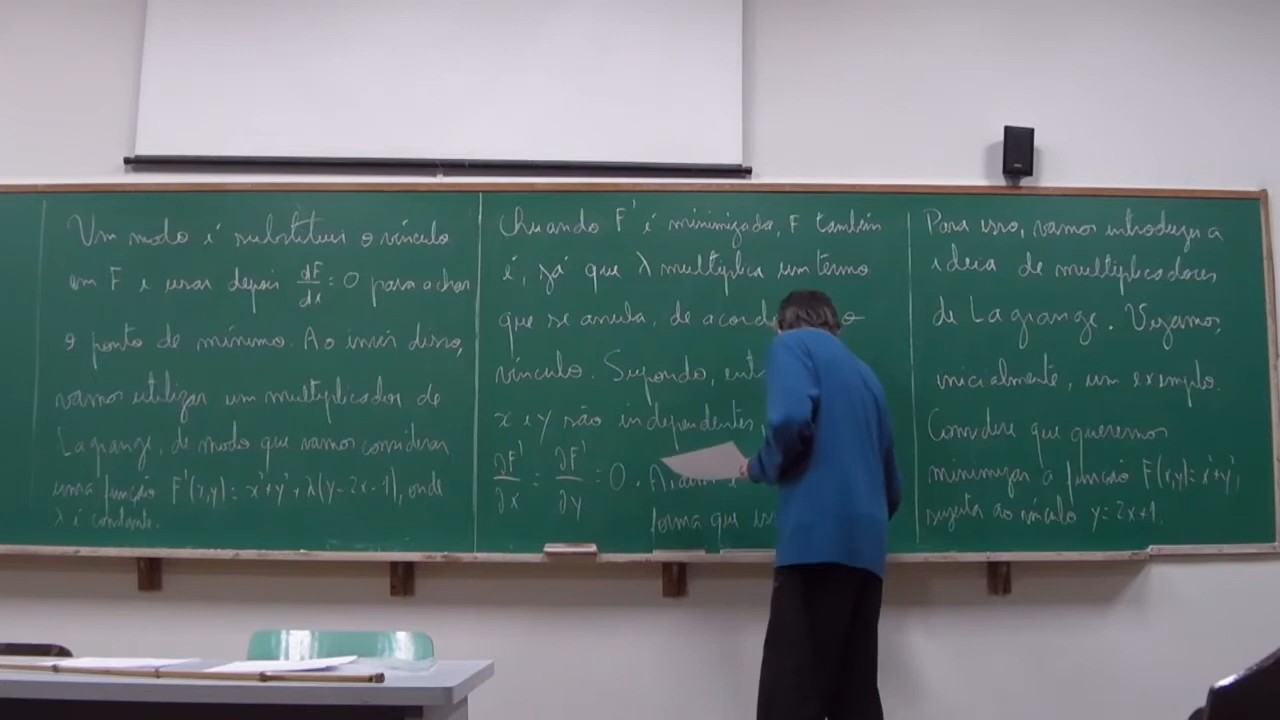 Um modo é substituir o vínculo
em F e usar depois dF/dx = 0 para achar
o ponto de mínimo. Ao invés disso,
vamos utilizar um multiplicador de
Lagrange, de modo que vamos considerar
uma função F'(x,y) = x²+y² + λ(y-2x-1), onde
λ é constante.
Quando F' é minimizada, F também
é, já que λ multiplica um termo
que se anula, de acordo o
vínculo. Supondo,
x e y são independentes,
∂F'/∂x = ∂F'/∂y = 0.
forma que
Para isso, vamos introduzir a
ideia de multiplicadores
de Lagrange. Vejamos,
inicialmente, um exemplo.
Considere que queremos
minimizar a função F(x,y) = x²+y²,
sujeita ao vínculo y = 2x+1.